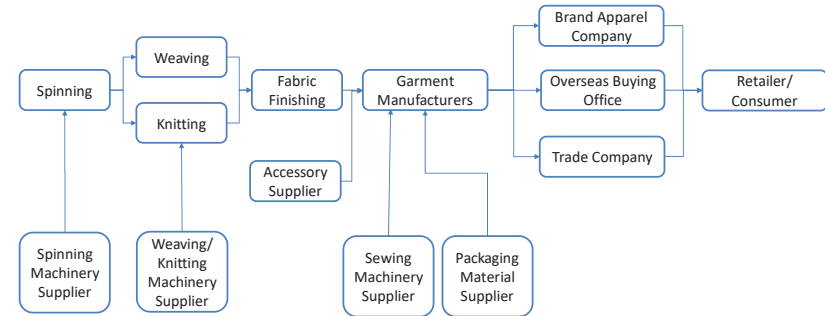 Spinning
Weaving
Knitting
Fabric
Finishing
Accessory
Supplier
Garment
Manufacturers
Brand Apparel
Company
Overseas Buying
Office
Trade Company
Retailer/
Consumer
Spinning
Machinery
Supplier
Weaving/
Knitting
Machinery
Supplier
Sewing
Machinery
Supplier
Packaging
Material
Supplier